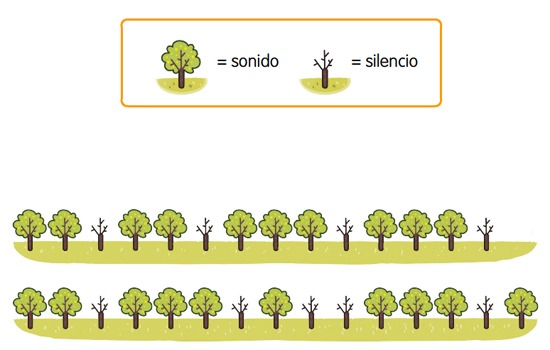 = sonido = silencio